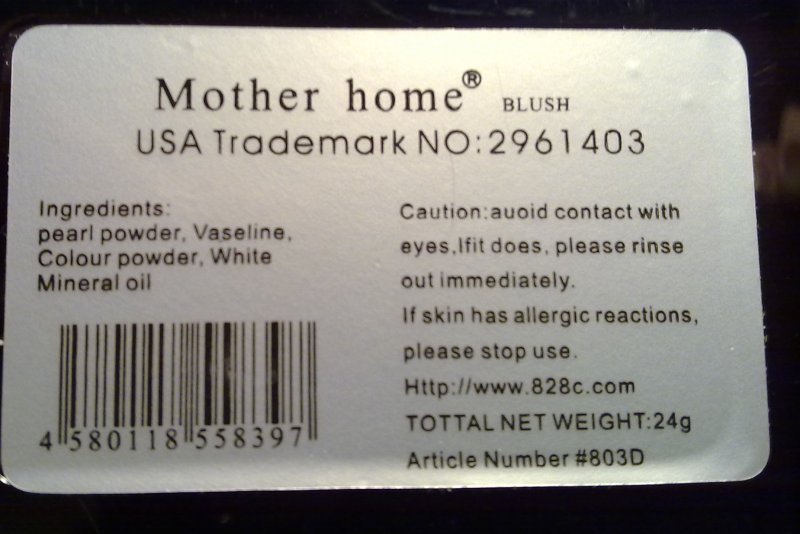 Mother home® BLUSH
USA Trademark NO:2961403
Ingredients:
pearl powder, Vaseline,
Colour powder, White
Mineral oil
4 580118 558397
Caution:auoid contact with
eyes,Ifit does, please rinse
out immediately.
If skin has allergic reactions,
please stop use.
Http://www.828c.com
TOTTAL NET WEIGHT:24g
Article Number #803D